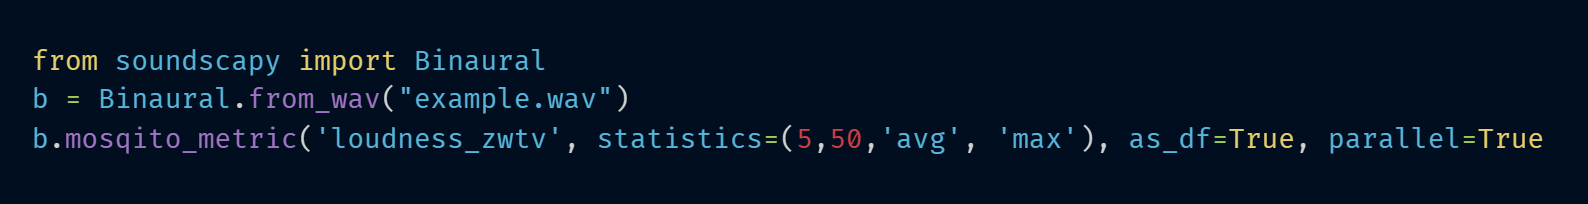 from soundscapy import Binaural
b = Binaural.from_wav("example.wav")
b.mosqito_metric('loudness_zwtv', statistics=(5,50,'avg', 'max'), as_df=True, parallel=True